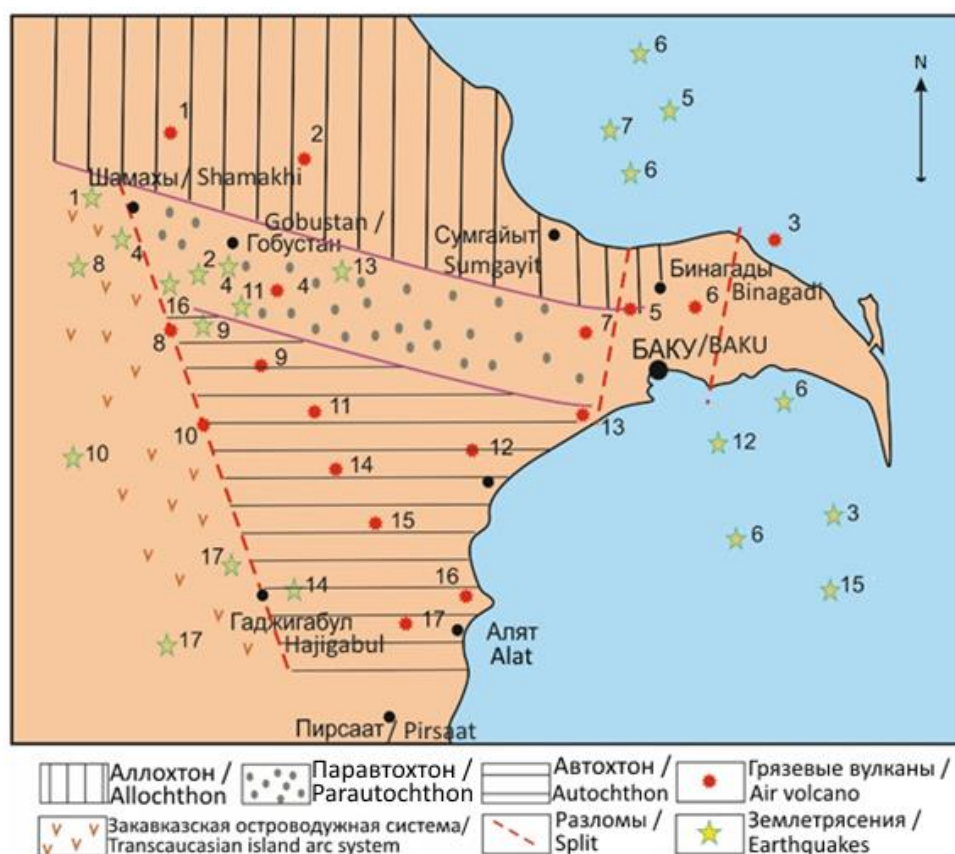 6
N
5
7
1
2
6
Шамахы / Shamakhi
1
Gobustan /
Гобустан
Сумгайыт
Sumgayit
3
4
8
2
4
13
Бинагады
Binagadi
16
11
4
7
5
6
8
9
БАКУ/BAKU
9
6
11
13
10
12
12
10
14
15
3
6
17
14
16
15
Гаджигабул
Hajigabul
17
Алят
Alat
17
Пирсаат / Pirsaat
Аллохтон /
Allochthon
Паравтохтон /
Parautochthon
Автохтон /
Autochthon
Грязевые вулканы /
Air volcano
Закавказская островодужная система/
Transcaucasian island arc system
Разломы /
Split
Землетрясения /
Earthquakes